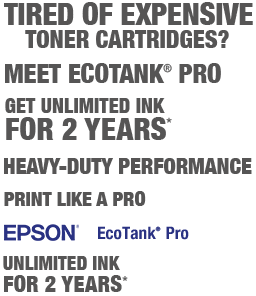 TIRED OF EXPENSIVE
TONER CARTRIDGES?
MEET ECOTANK® PRO
GET UNLIMITED INK
FOR 2 YEARS*
HEAVY-DUTY PERFORMANCE
PRINT LIKE A PRO
EPSON® EcoTank® Pro
UNLIMITED INK
FOR 2 YEARS*